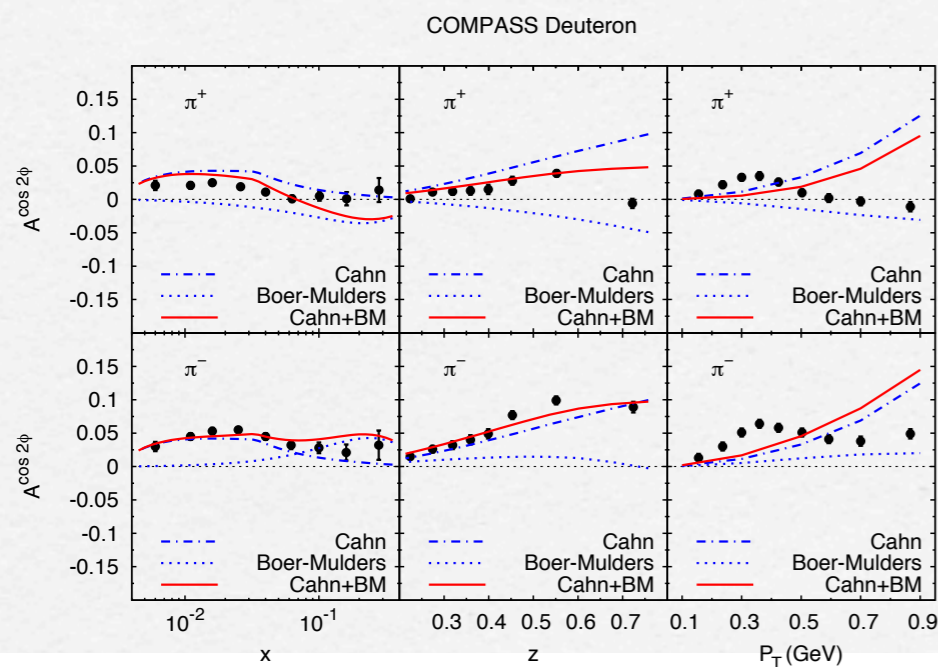 COMPASS Deuteron
A^cos 2ϕ
0.15
0.1
0.05
0
-0.05
-0.1
-0.15
π+
Cahn
Boer-Mulders
Cahn+BM
π+
Cahn
Boer-Mulders
Cahn+BM
π+
Cahn
Boer-Mulders
Cahn+BM
A^cos 2ϕ
0.15
0.1
0.05
0
-0.05
-0.1
-0.15
π−
Cahn
Boer-Mulders
Cahn+BM
π−
Cahn
Boer-Mulders
Cahn+BM
π−
Cahn
Boer-Mulders
Cahn+BM
10^-2 10^-1
0.3 0.4 0.5 0.6 0.7
0.1 0.3 0.5 0.7 0.9
x
z
P_T (GeV)